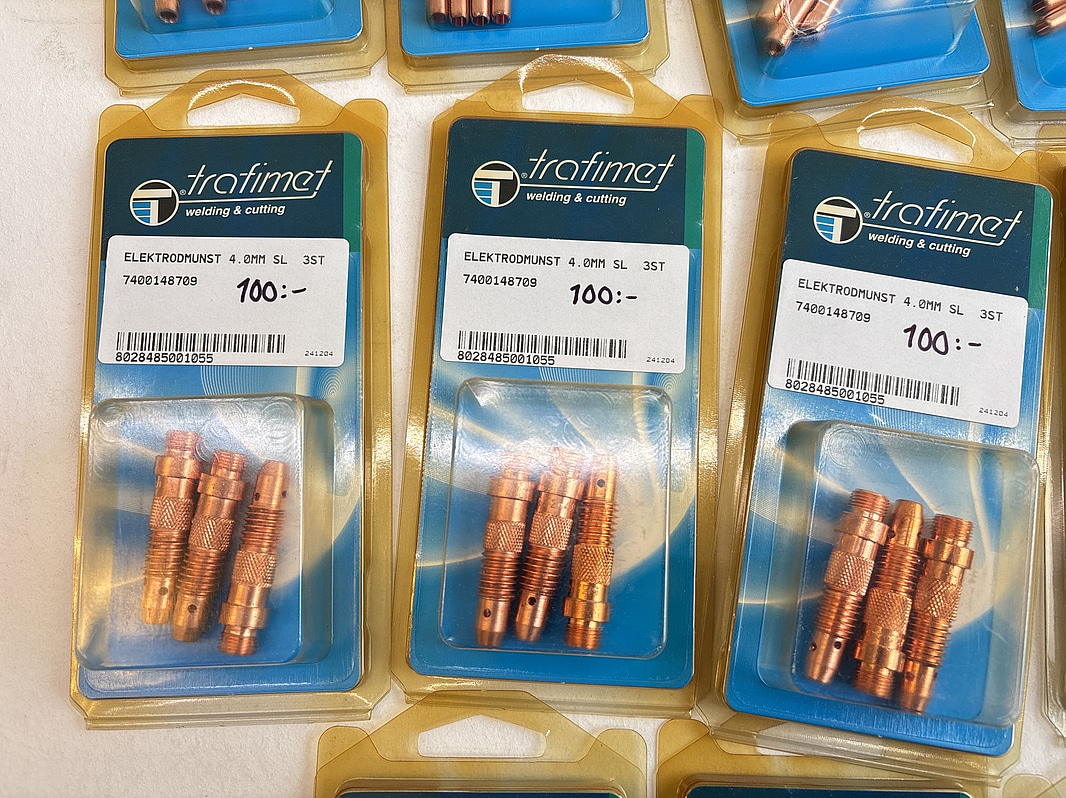 trafimet
welding & cutting
ELEKTRODMUNST 4.0MM SL 3ST
7400148709
100:-
8028485001055
241204
trafimet
welding & cutting
ELEKTRODMUNST 4.0MM SL 3ST
7400148709
100:-
8028485001055
241204
trafimet
welding & cutting
ELEKTRODMUNST 4.0MM SL 3ST
7400148709
100:-
8028485001055
241204